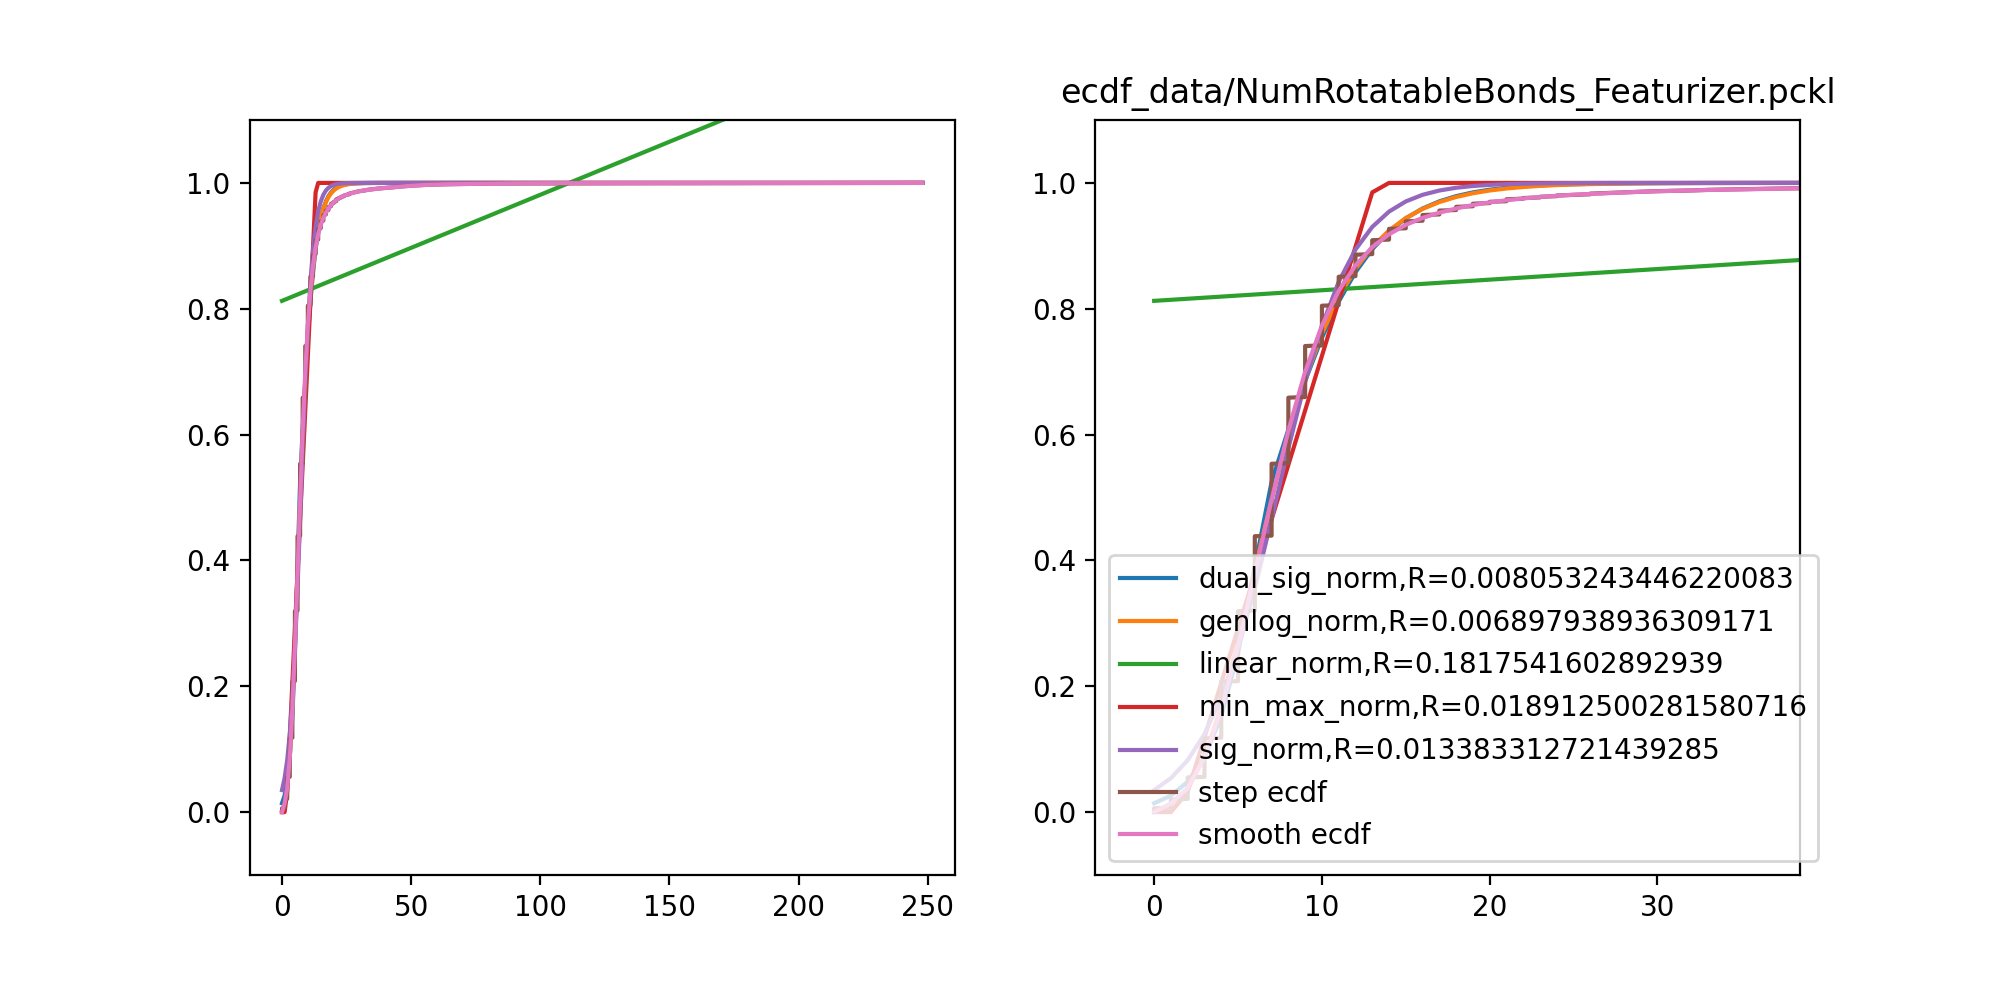 ecdf_data/NumRotatableBonds_Featurizer.pckl
1.0
0.8
0.6
0.4
0.2
0.0
0 50 100 150 200 250
1.0
0.8
0.6
0.4
0.2
0.0
0 10 20 30
dual_sig_norm,R=0.008053243446220083
genlog_norm,R=0.006897938936309171
linear_norm,R=0.1817541602892939
min_max_norm,R=0.018912500281580716
sig_norm,R=0.013383312721439285
step ecdf
smooth ecdf